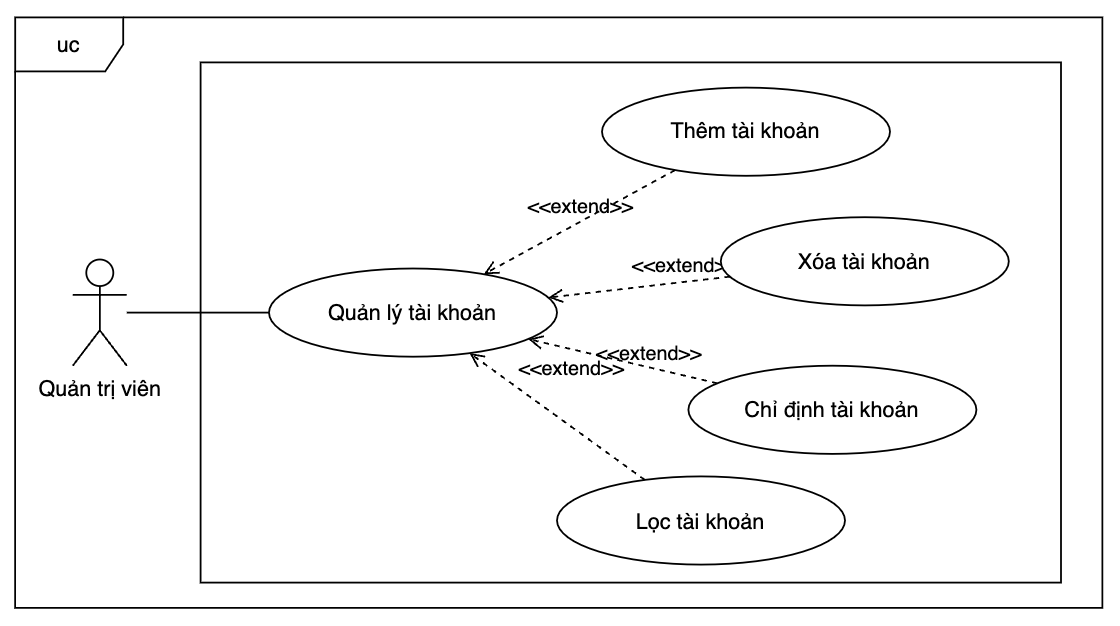 uc
Thêm tài khoản
<<extend>>
Xóa tài khoản
<<extend>>
Quản lý tài khoản
<<extend>>
<<extend>>
Quản trị viên
Chỉ định tài khoản
Lọc tài khoản